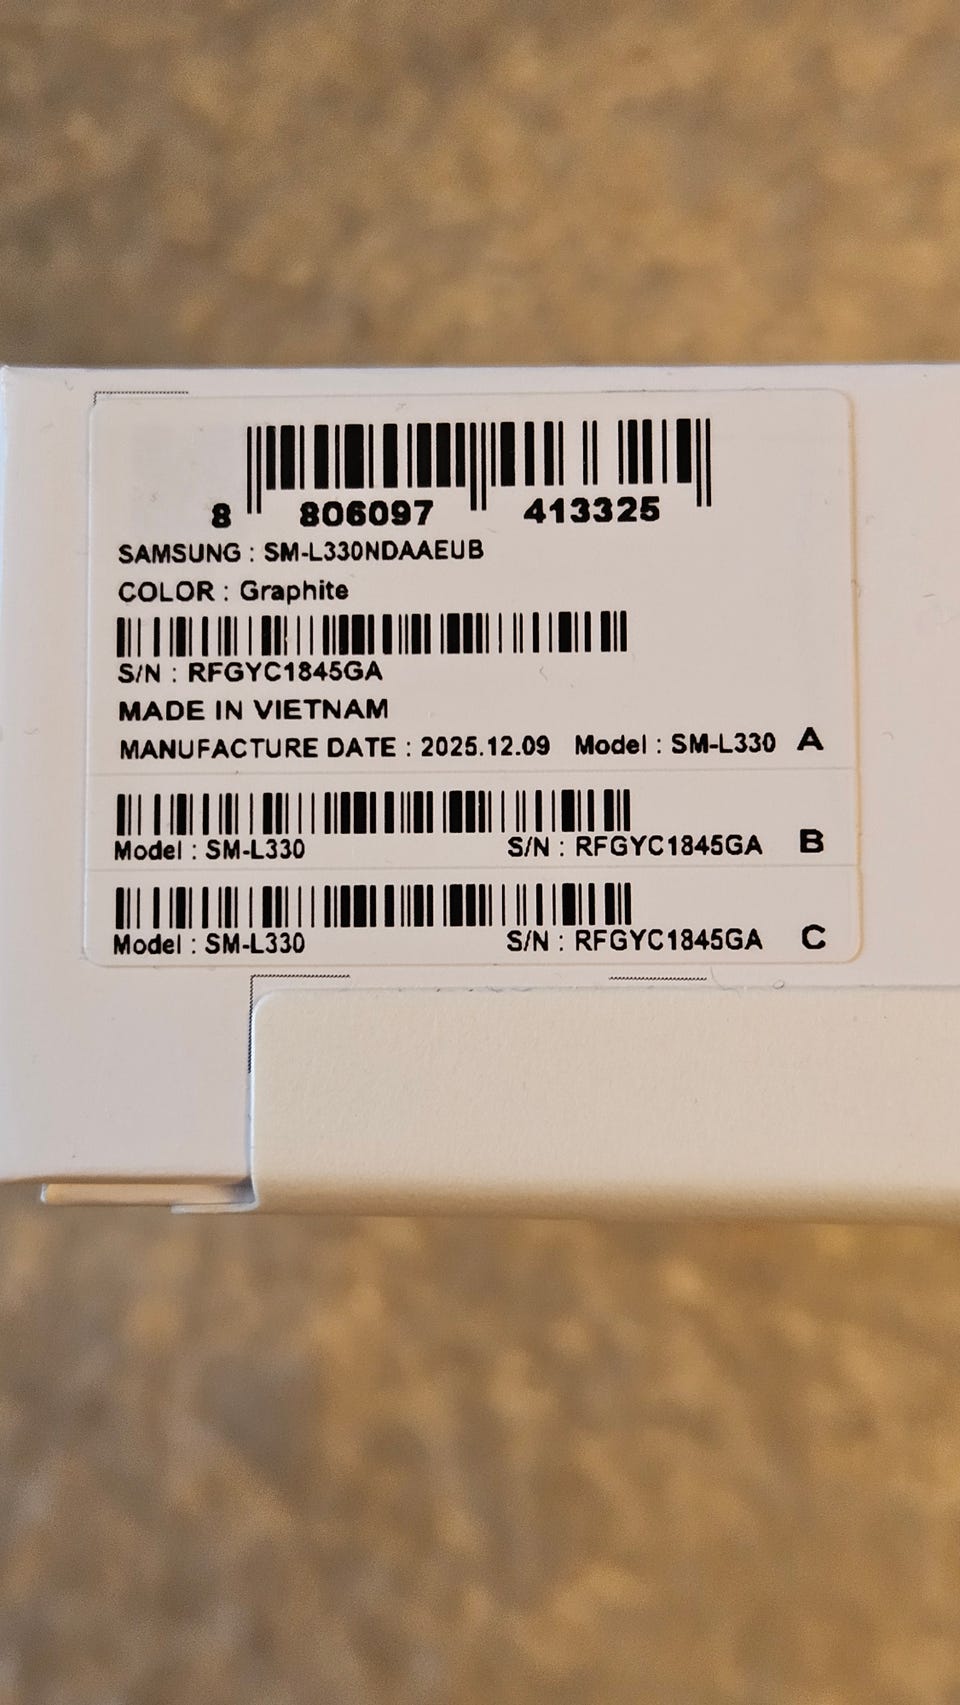 8 806097 413325
SAMSUNG : SM-L330NDAAEUB
COLOR : Graphite
S/N : RFGYC1845GA
MADE IN VIETNAM
MANUFACTURE DATE : 2025.12.09 Model : SM-L330 A
Model : SM-L330 S/N : RFGYC1845GA B
Model : SM-L330 S/N : RFGYC1845GA C